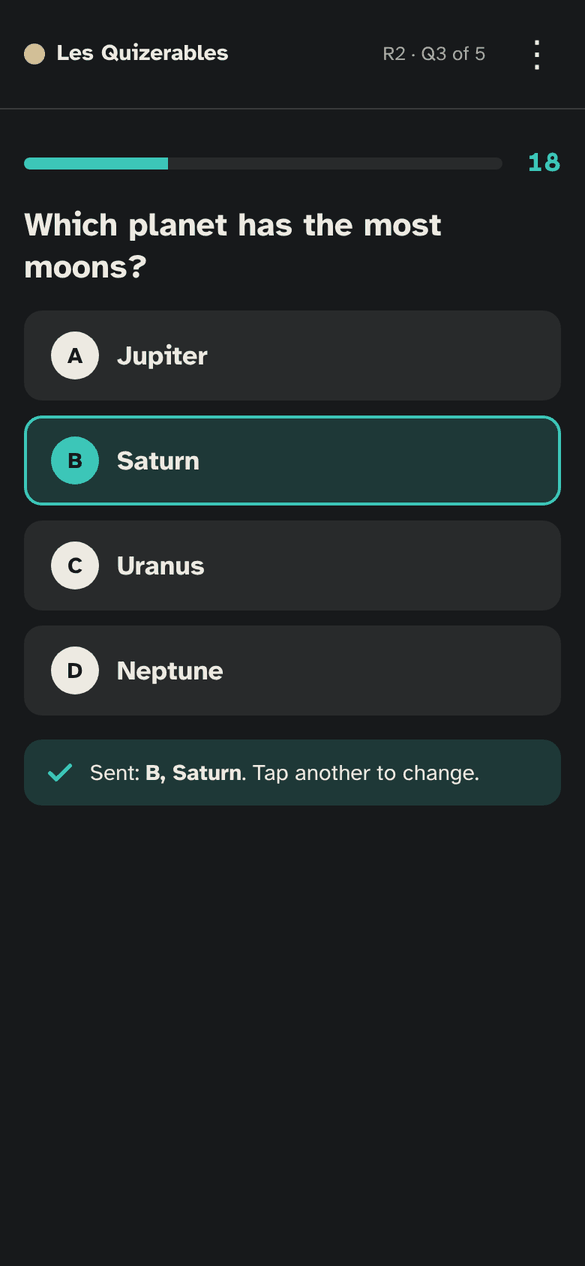 Les Quizerables
R2 · Q3 of 5
18
Which planet has the most
moons?
A
Jupiter
B
Saturn
C
Uranus
D
Neptune
Sent: B, Saturn. Tap another to change.